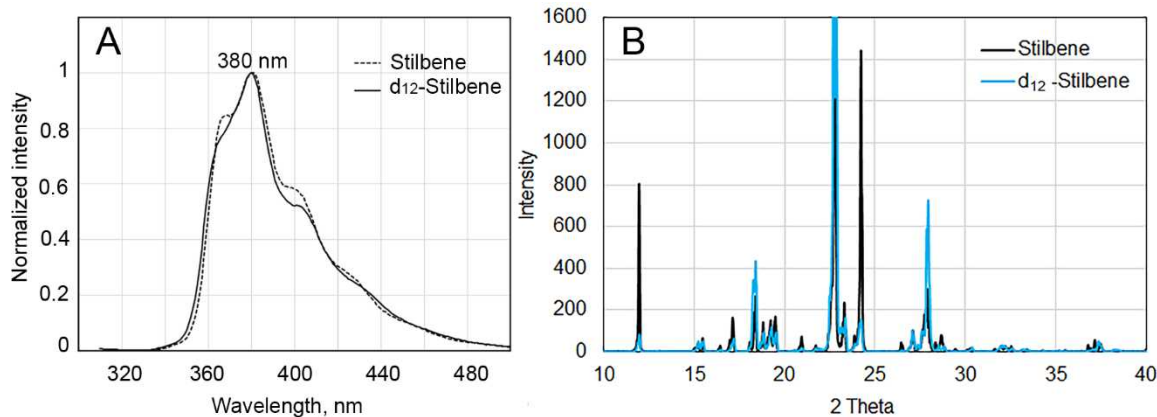 A
380 nm
Stilbene
d12-Stilbene
Normalized intensity
1
0.8
0.6
0.4
0.2
0
320 360 400 440 480
Wavelength, nm
B
Stilbene
d12 -Stilbene
Intensity
1600
1400
1200
1000
800
600
400
200
0
10 15 20 25 30 35 40
2 Theta